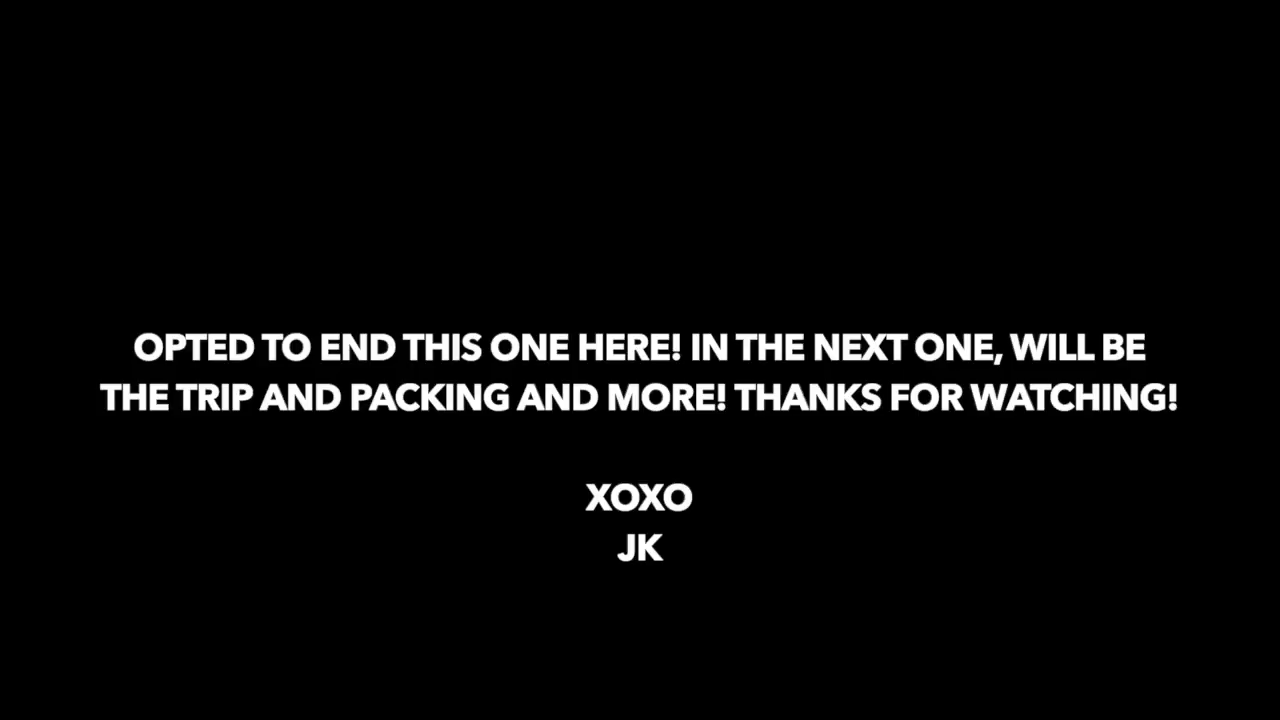 OPTED TO END THIS ONE HERE! IN THE NEXT ONE, WILL BE
THE TRIP AND PACKING AND MORE! THANKS FOR WATCHING!
XOXO
JK